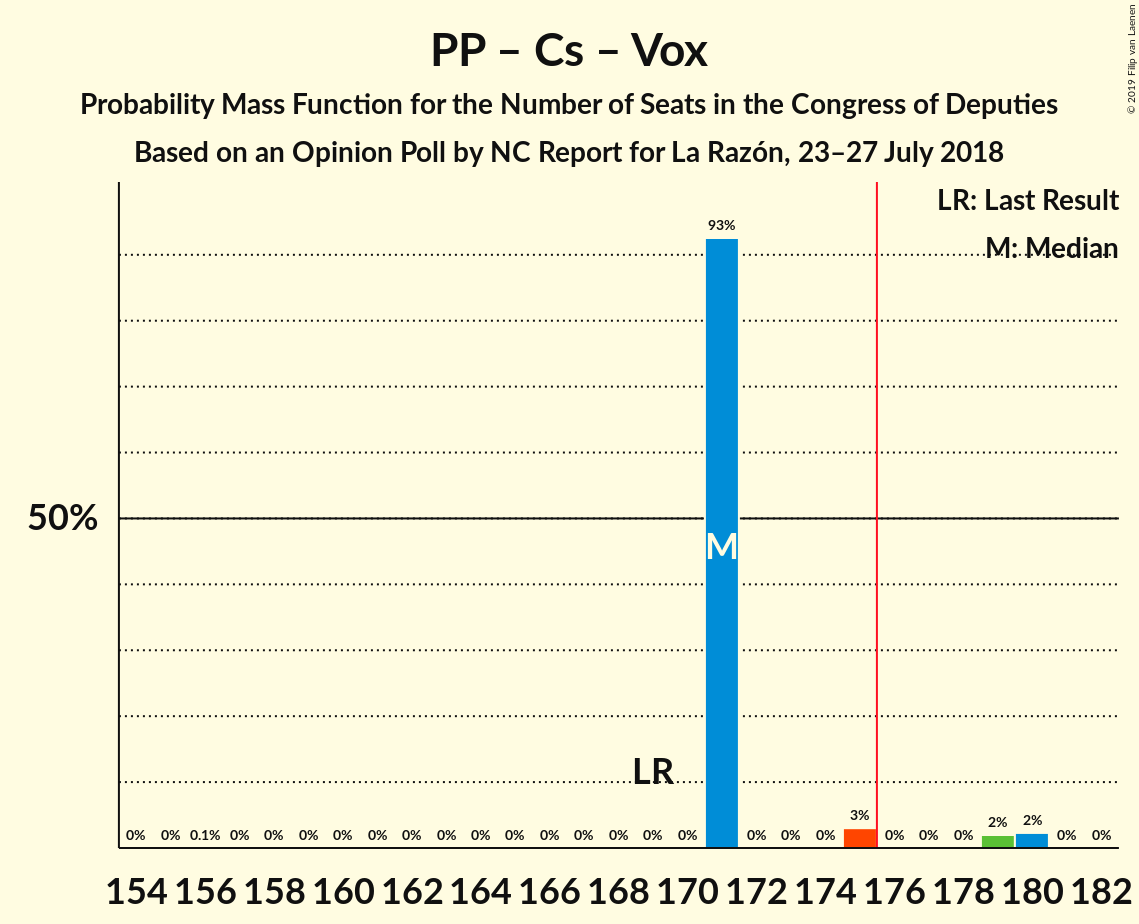 PP – Cs – Vox
Probability Mass Function for the Number of Seats in the Congress of Deputies
Based on an Opinion Poll by NC Report for La Razón, 23–27 July 2018
© 2019 Filip van Laenen
LR: Last Result
M: Median
93%
50%
M
LR
3%
2%
2%
0% 0% 0.1% 0% 0% 0% 0% 0% 0% 0% 0% 0% 0% 0% 0% 0% 0% 0% 0% 0% 0% 0% 0% 0%
154 156 158 160 162 164 166 168 170 172 174 176 178 180 182